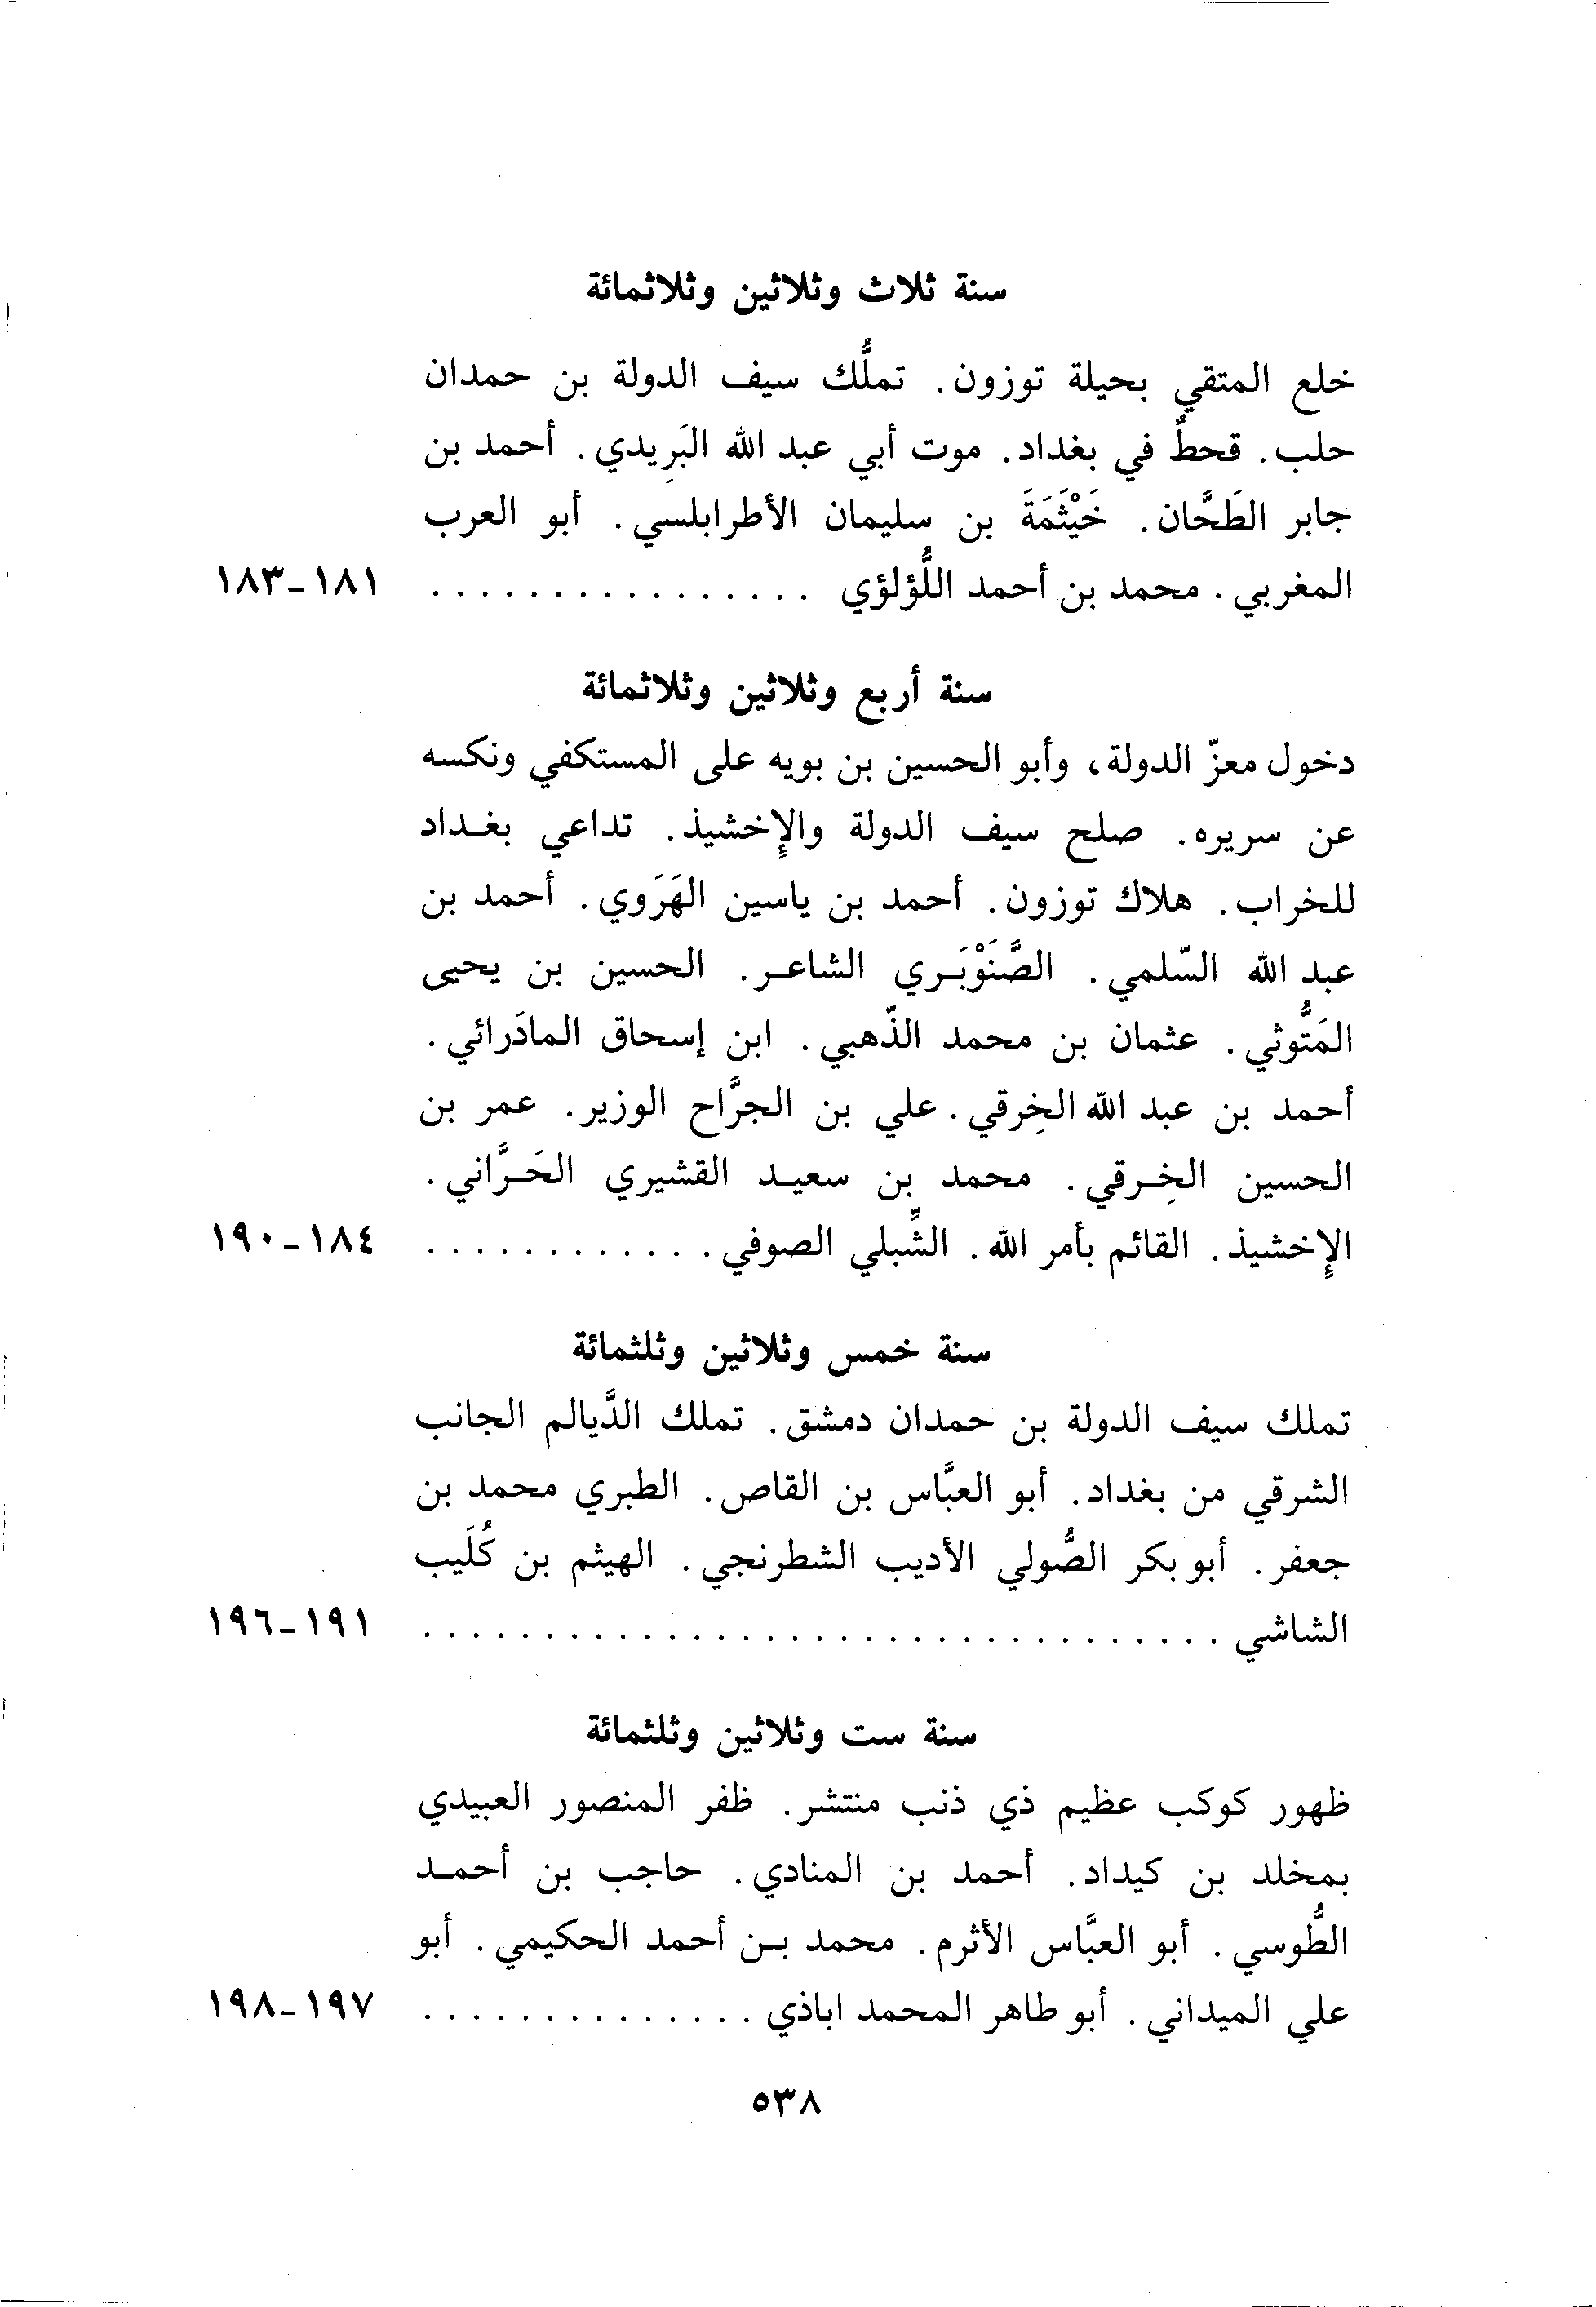 سنة ثلاث وثلاثين وثلاثمائة
خلع المتقي بحيلة توزون. تملُّك سيف الدولة بن حمدان
حلب. قحطٌ في بغداد. موت أبي عبد الله البَرِيدي. أحمد بن
جابر الطَحَّان. خَيْثَمَةَ بن سليمان الأطرابلسي. أبو العرب
المغربي. محمد بن أحمد اللُّؤلؤي ................ ١٨١-١٨٣
سنة أربع وثلاثين وثلاثمائة
دخول معزّ الدولة، وأبو الحسين بن بويه على المستكفي ونكسه
عن سريره. صلح سيف الدولة والإخشيذ. تداعي بغداد
للخراب. هلاك توزون. أحمد بن ياسين الهَرَوي. أحمد بن
عبد الله السّلمي. الصَّنَوْبَري الشاعر. الحسين بن يحيى
المَتُّوثي. عثمان بن محمد الذّهبي. ابن إسحاق المادَرائي.
أحمد بن عبد الله الخِرقي. علي بن الجرَّاح الوزير. عمر بن
الحسين الخِرقي. محمد بن سعيد القشيري الحَرَّاني.
الإخشيذ. القائم بأمر الله. الشِّبلي الصوفي ............ ١٨٤-١٩٠
سنة خمس وثلاثين وثلثمائة
تملك سيف الدولة بن حمدان دمشق. تملك الدَّيالم الجانب
الشرقي من بغداد. أبو العبَّاس بن القاص. الطبري محمد بن
جعفر. أبو بكر الصُّولي الأديب الشطرنجي. الهيثم بن كُلَيب
الشاشي ................................. ١٩١-١٩٦
سنة ست وثلاثين وثلثمائة
ظهور كوكب عظيم ذي ذنب منتشر. ظفر المنصور العبيدي
بمخلد بن كيداد. أحمد بن المنادي. حاجب بن أحمد
الطُّوسي. أبو العبَّاس الأثرم. محمد بن أحمد الحكيمي. أبو
علي الميداني. أبو طاهر المحمد اباذي .............. ١٩٧-١٩٨
٥٣٨